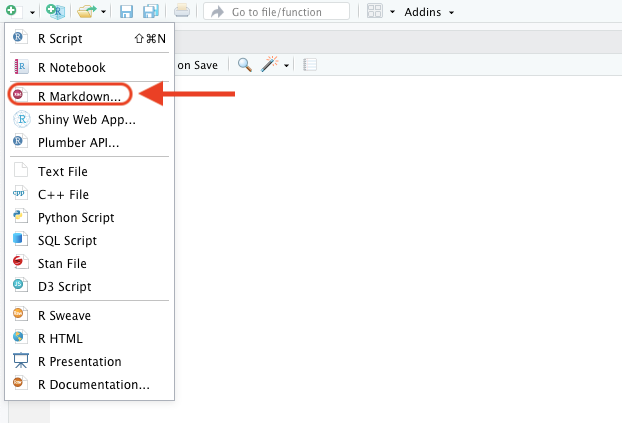 Go to file/function
Addins
R Script ⇧⌘N
R Notebook
on Save
R Markdown...
Shiny Web App...
Plumber API...
Text File
C++ File
Python Script
SQL Script
Stan File
D3 Script
R Sweave
R HTML
R Presentation
R Documentation...